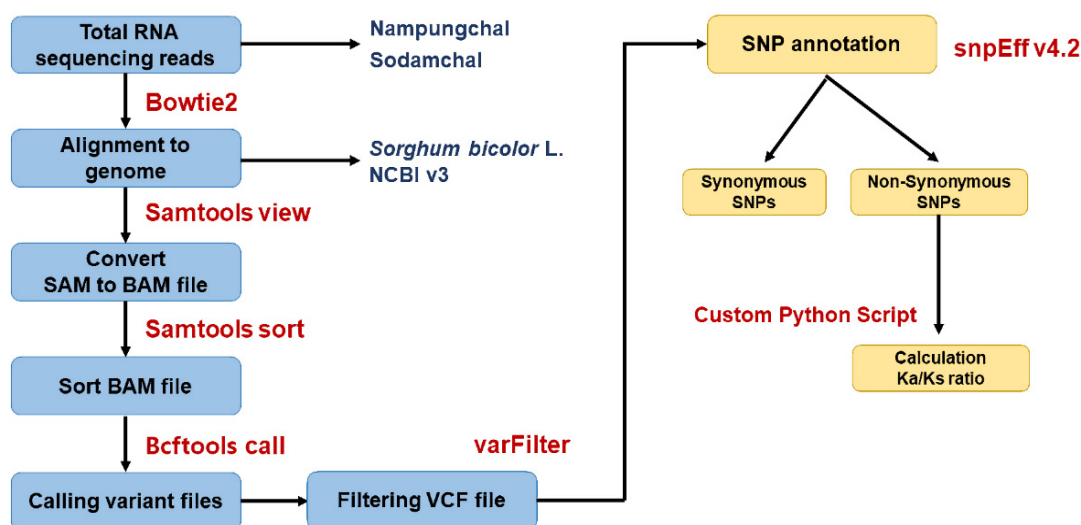 Total RNA
sequencing reads
Nampungchal
Sodamchal
Bowtie2
Alignment to
genome
Sorghum bicolor L.
NCBI v3
Samtools view
Convert
SAM to BAM file
Samtools sort
Sort BAM file
Bcftools call
Calling variant files
Filtering VCF file
varFilter
SNP annotation
snpEff v4.2
Synonymous
SNPs
Non-Synonymous
SNPs
Custom Python Script
Calculation
Ka/Ks ratio